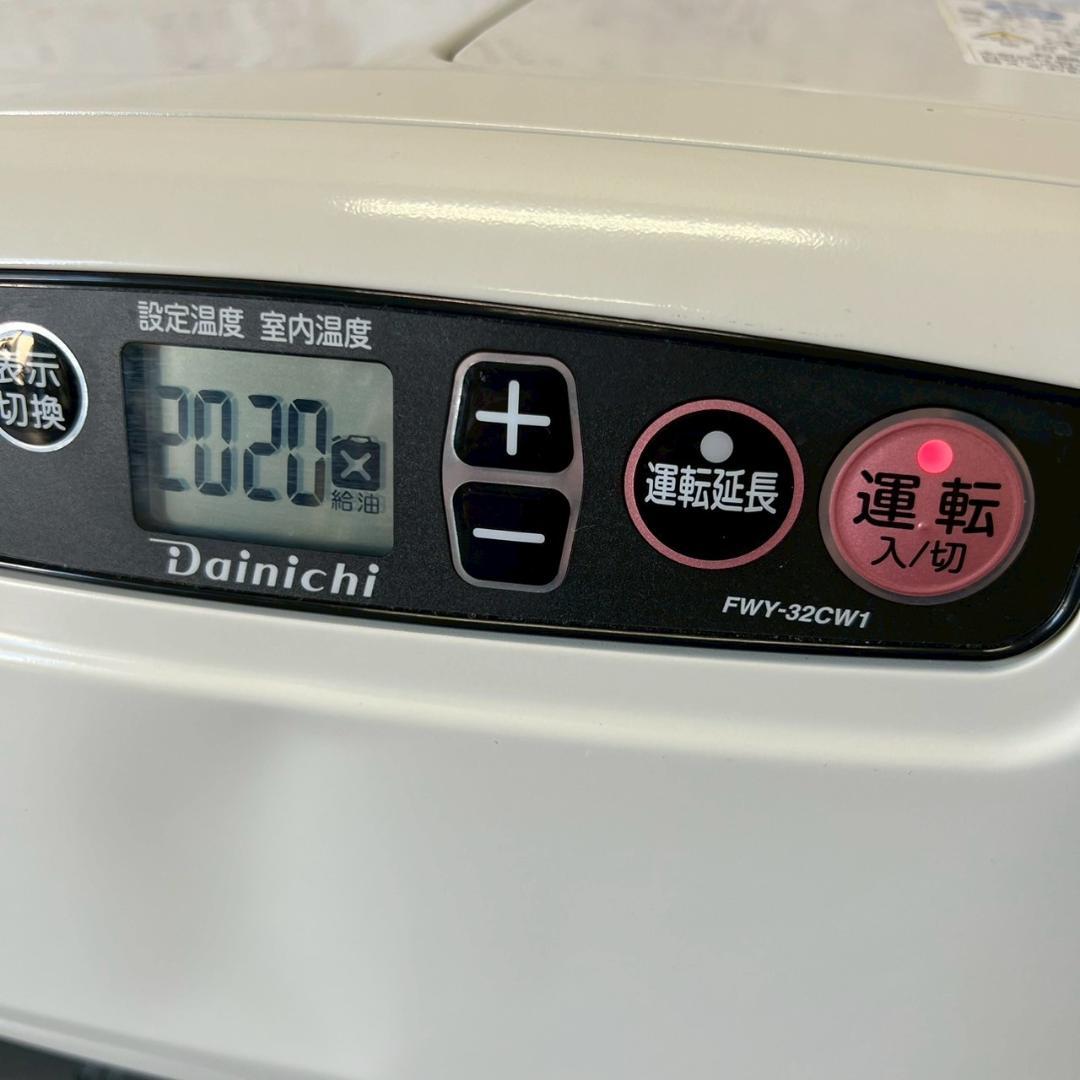 設定温度 室内温度
表示
切換
2020
給油
Dainichi
+
−
運転延長
運転
入/切
FWY-32CW1